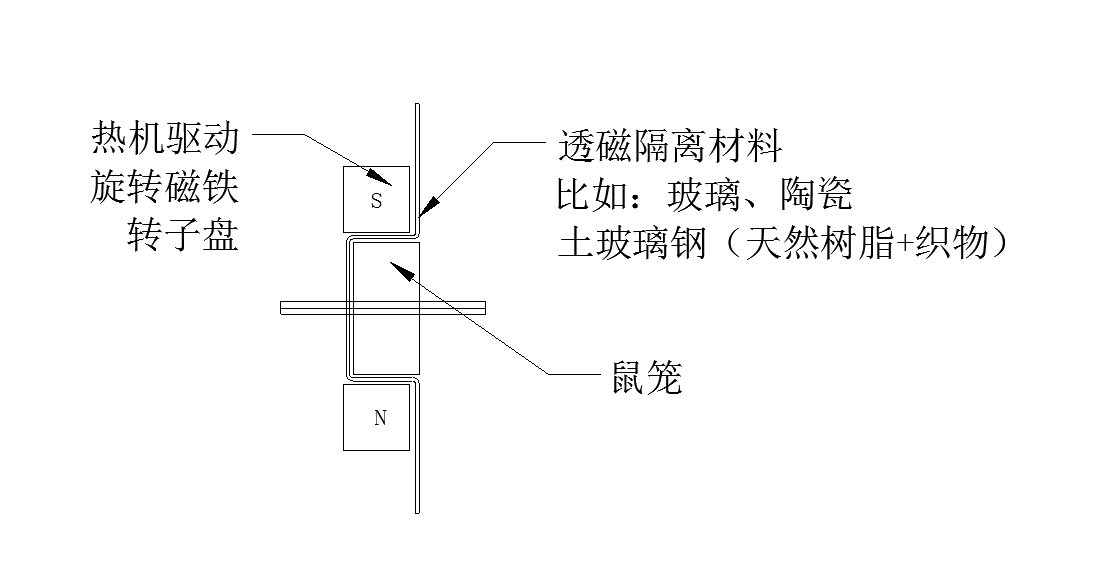 热机驱动
旋转磁铁
转子盘
S
透磁隔离材料
比如：玻璃、陶瓷
土玻璃钢（天然树脂+织物）
鼠笼
N